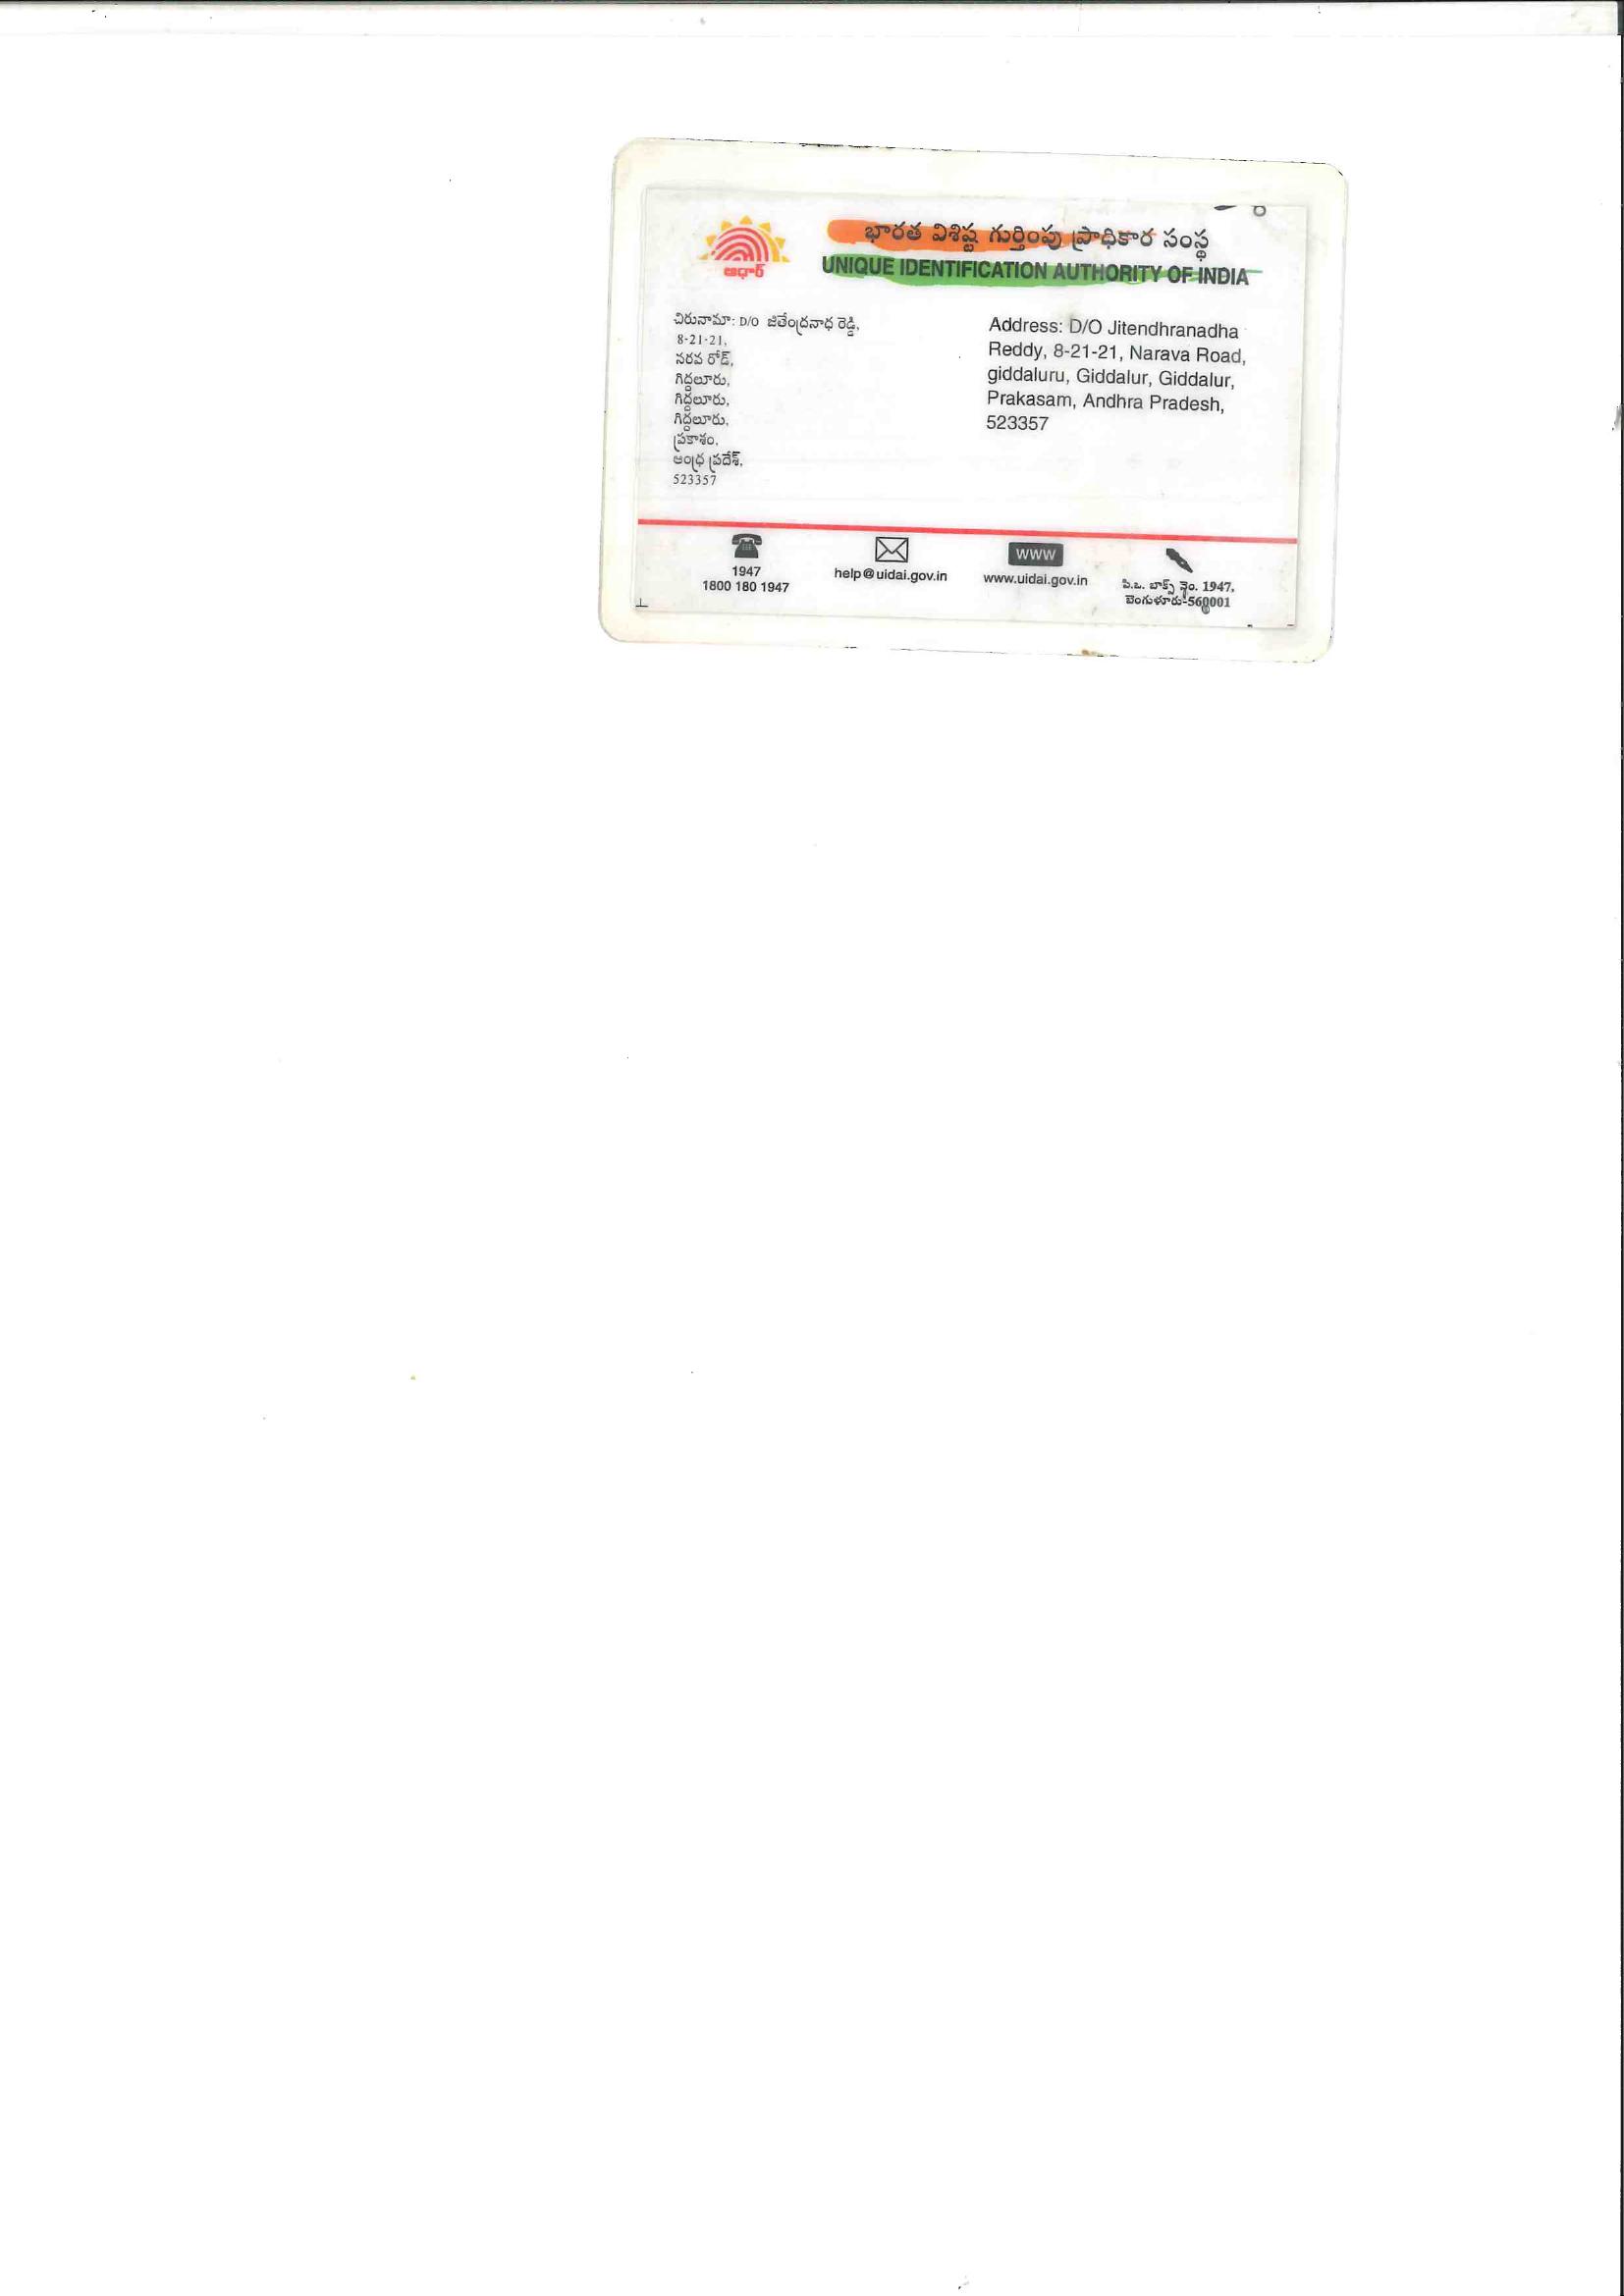 భారత విశిష్ట గుర్తింపు ప్రాధికార సంస్థ
UNIQUE IDENTIFICATION AUTHORITY OF INDIA
ఆధార్
చిరునామా: D/O జితేంద్రనాధ రెడ్డి,
8-21-21,
నరవ రోడ్,
గిద్దలూరు,
గిద్దలూరు,
గిద్దలూరు,
ప్రకాశం,
ఆంధ్ర ప్రదేశ్,
523357
Address: D/O Jitendhranadha
Reddy, 8-21-21, Narava Road,
giddaluru, Giddalur, Giddalur,
Prakasam, Andhra Pradesh,
523357
1947
1800 180 1947
help@uidai.gov.in
WWW
www.uidai.gov.in
పి.ఒ. బాక్స్ నెం. 1947,
బెంగుళూరు-560001